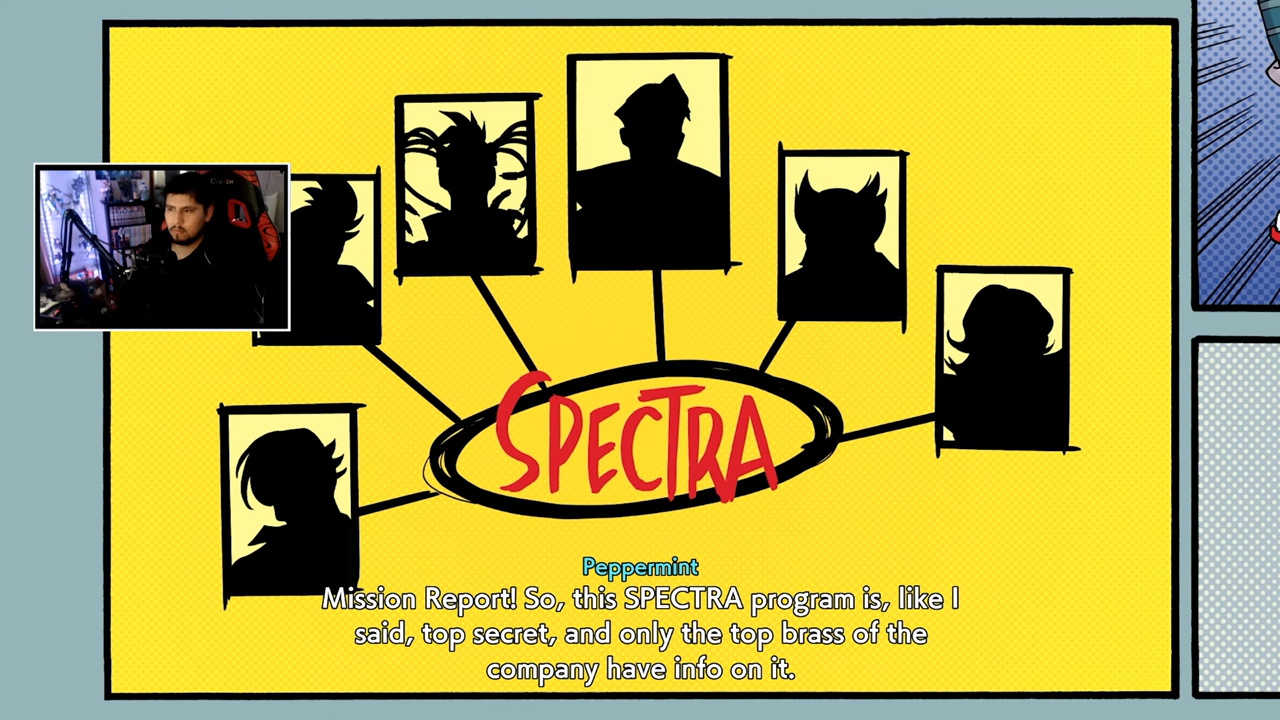 SPECTRA
Peppermint
Mission Report! So, this SPECTRA program is, like I
said, top secret, and only the top brass of the
company have info on it.